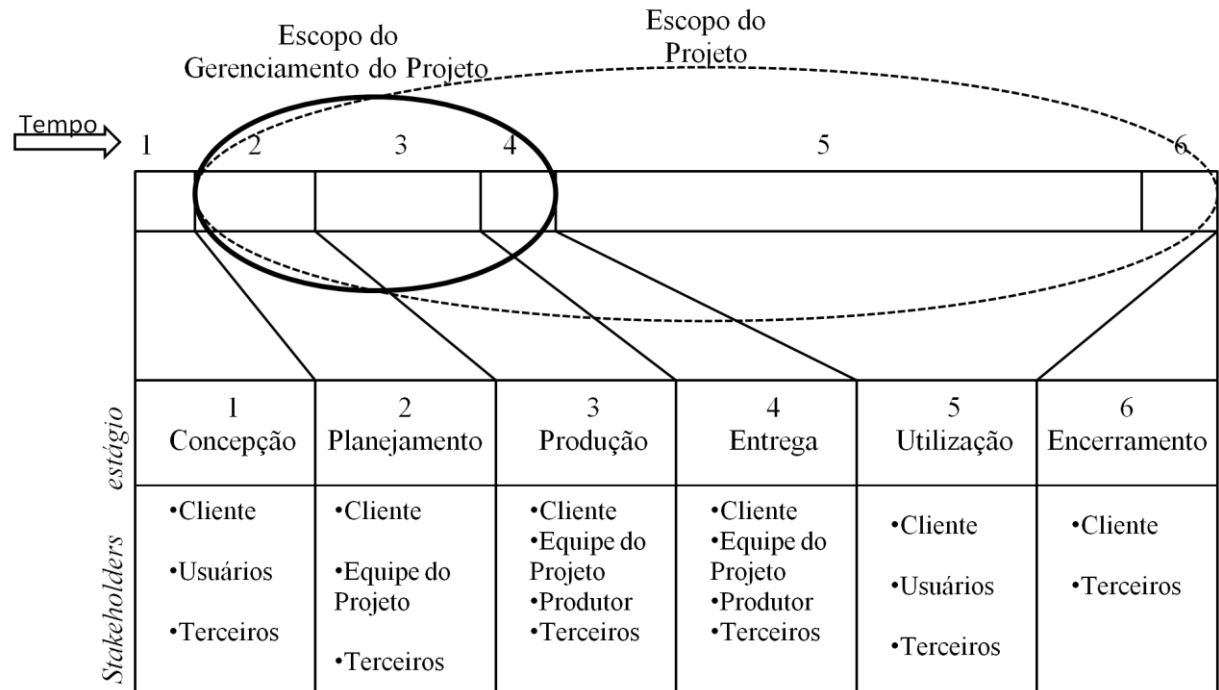 Escopo do
Gerenciamento do Projeto
Escopo do
Projeto
Tempo
1 2 3 4 5 6
estágio
1
Concepção
2
Planejamento
3
Produção
4
Entrega
5
Utilização
6
Encerramento
Stakeholders
•Cliente
•Usuários
•Terceiros
•Cliente
•Equipe do
Projeto
•Terceiros
•Cliente
•Equipe do
Projeto
•Produtor
•Terceiros
•Cliente
•Equipe do
Projeto
•Produtor
•Terceiros
•Cliente
•Usuários
•Terceiros
•Cliente
•Terceiros